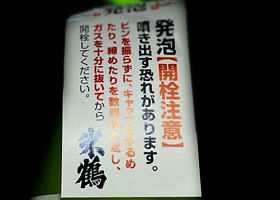 発泡【開栓注意】
噴き出す恐れがあります。
ビンを振らずに、キャップをゆるめ
たり、締めたりを数回くり返し、
ガスを十分に抜いてから
開栓してください。
米鶴